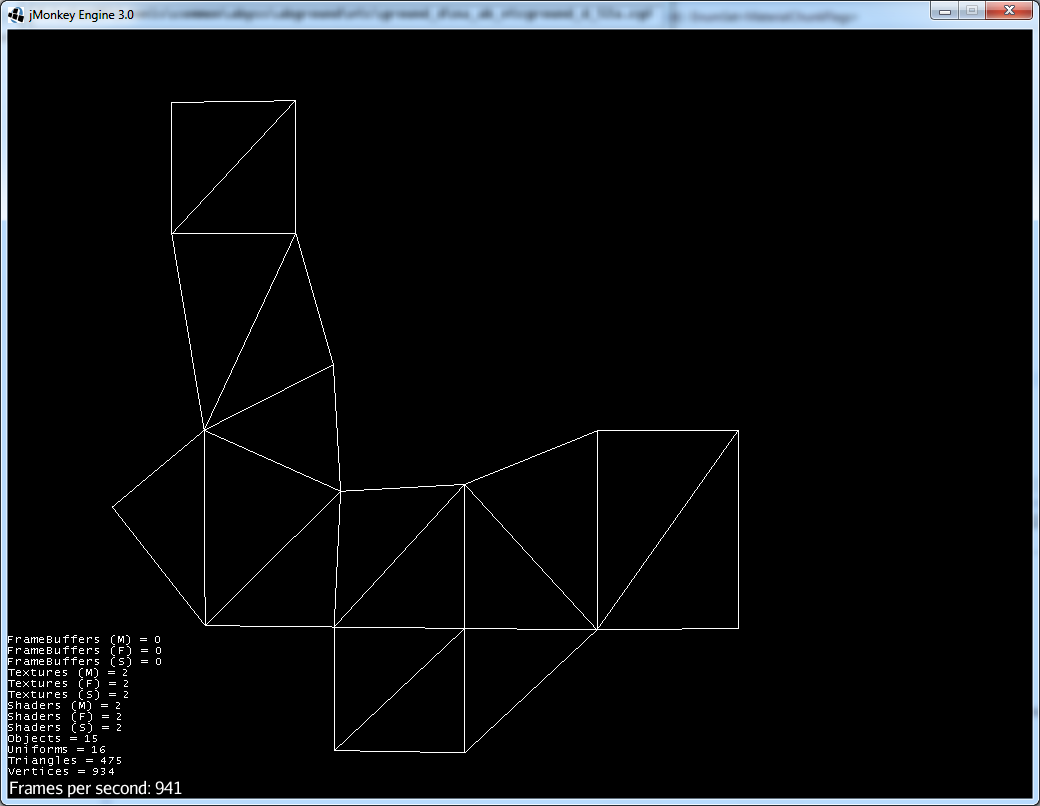 jMonkey Engine 3.0
FrameBuffers (M) = 0
FrameBuffers (F) = 0
FrameBuffers (S) = 0
Textures (M) = 2
Textures (F) = 2
Textures (S) = 2
Shaders (M) = 2
Shaders (F) = 2
Shaders (S) = 2
Objects = 15
Uniforms = 16
Triangles = 475
Vertices = 934
Frames per second: 941